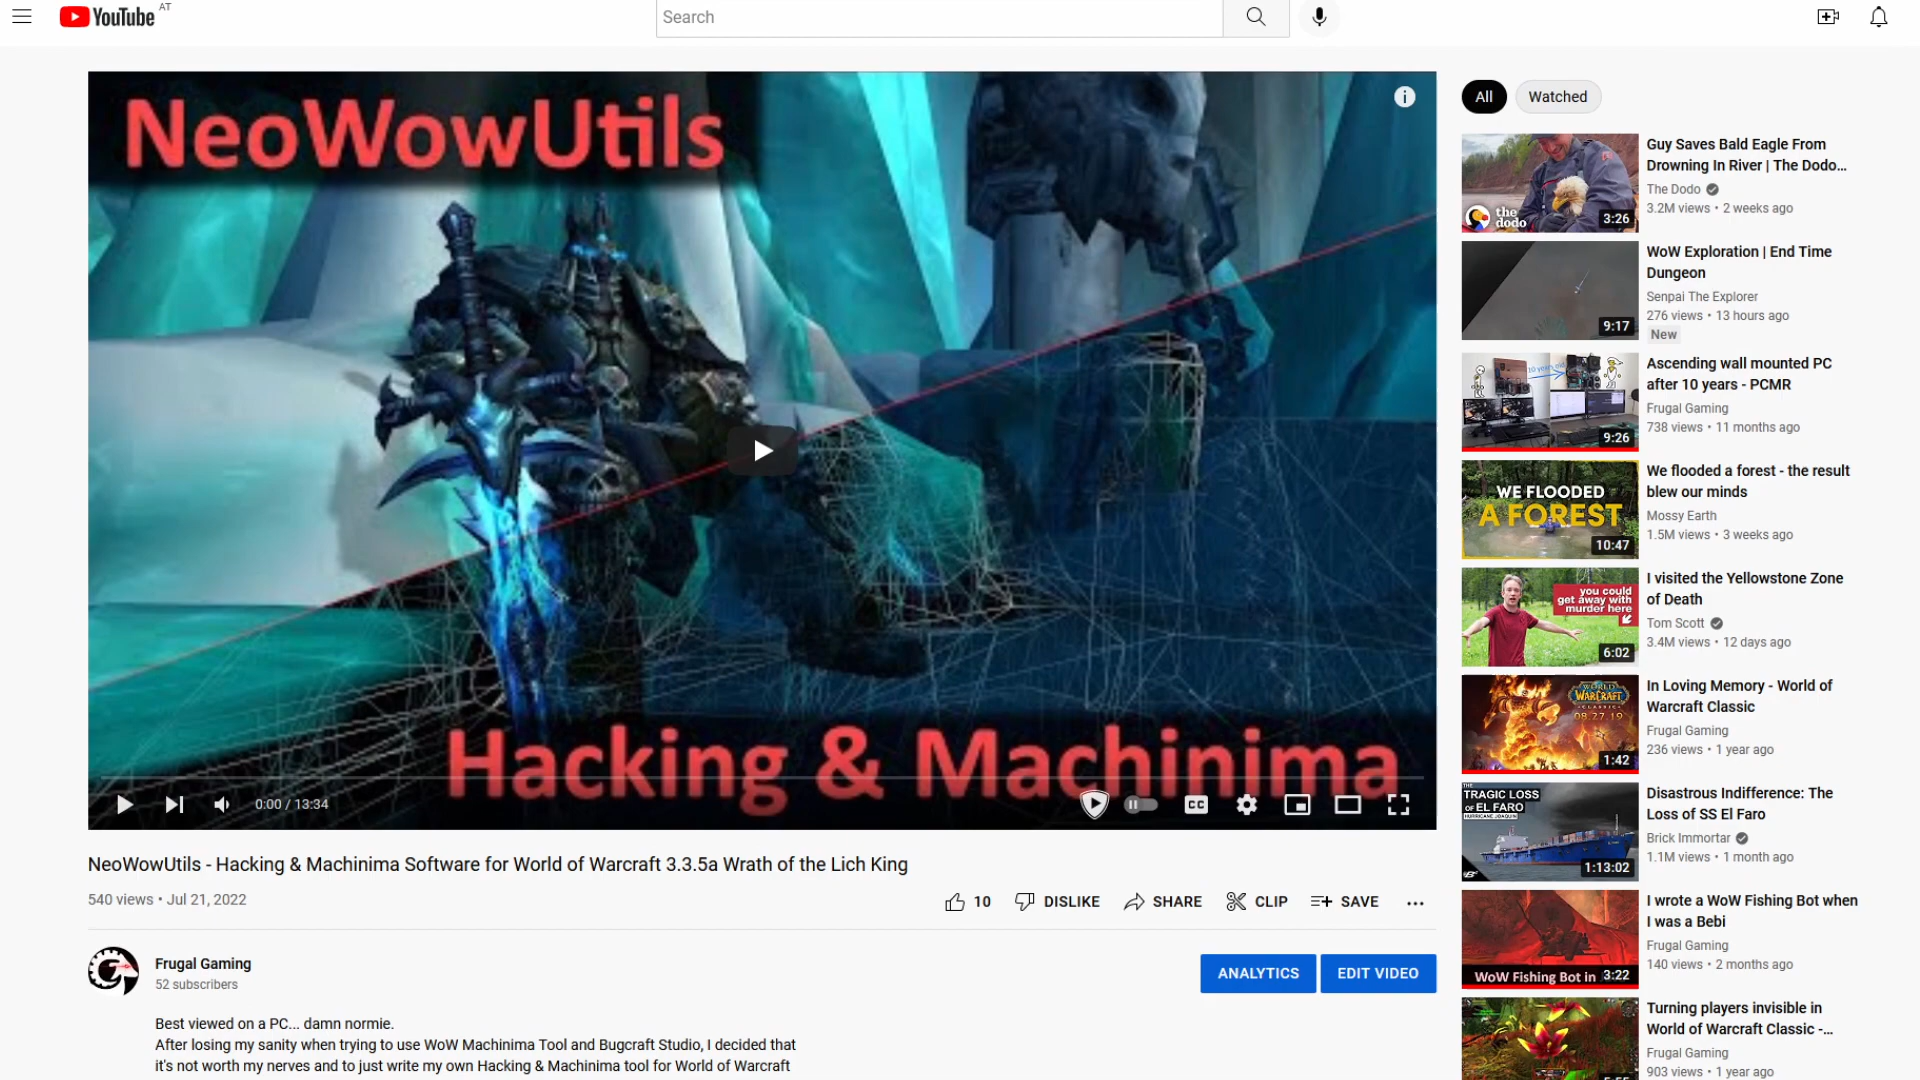 YouTube AT
Search
NeoWowUtils
Hacking & Machinima
0:00 / 13:34
CC
NeoWowUtils - Hacking & Machinima Software for World of Warcraft 3.3.5a Wrath of the Lich King
540 views • Jul 21, 2022
10 DISLIKE SHARE CLIP SAVE
Frugal Gaming
52 subscribers
ANALYTICS EDIT VIDEO
Best viewed on a PC... damn normie.
After losing my sanity when trying to use WoW Machinima Tool and Bugcraft Studio, I decided that
it's not worth my nerves and to just write my own Hacking & Machinima tool for World of Warcraft
All Watched
the
dodo
3:26
Guy Saves Bald Eagle From
Drowning In River | The Dodo...
The Dodo
3.2M views • 2 weeks ago
9:17
WoW Exploration | End Time
Dungeon
Senpai The Explorer
276 views • 13 hours ago
New
9:26
Ascending wall mounted PC
after 10 years - PCMR
Frugal Gaming
738 views • 11 months ago
WE FLOODED
A FOREST
10:47
We flooded a forest - the result
blew our minds
Mossy Earth
1.5M views • 3 weeks ago
you could
get away with
murder here
6:02
I visited the Yellowstone Zone
of Death
Tom Scott
3.4M views • 12 days ago
WORLD
WARCRAFT
CLASSIC
08.27.19
1:42
In Loving Memory - World of
Warcraft Classic
Frugal Gaming
236 views • 1 year ago
THE
TRAGIC LOSS
OF EL FARO
HURRICANE JOAQUIN
1:13:02
Disastrous Indifference: The
Loss of SS El Faro
Brick Immortar
1.1M views • 1 month ago
WoW Fishing Bot in
3:22
I wrote a WoW Fishing Bot when
I was a Bebi
Frugal Gaming
140 views • 2 months ago
Turning players invisible in
World of Warcraft Classic -...
Frugal Gaming
903 views • 1 year ago